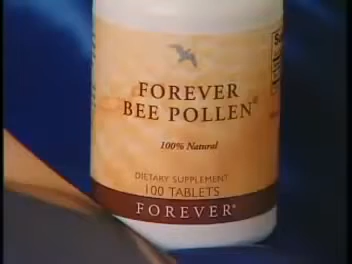 FOREVER
BEE POLLEN®
100% Natural
DIETARY SUPPLEMENT
100 TABLETS
FOREVER®